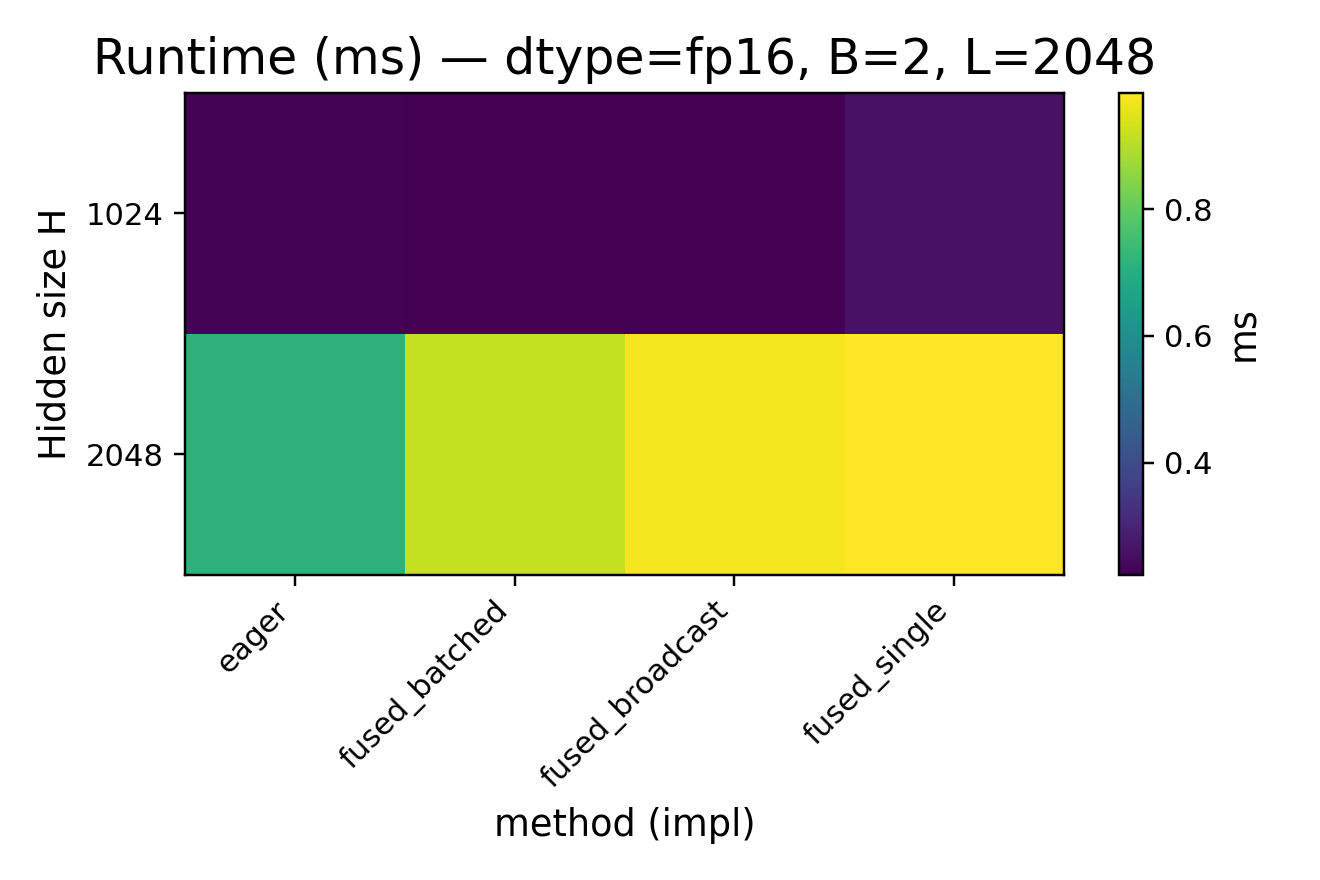 Runtime (ms) — dtype=fp16, B=2, L=2048
Hidden size H
1024
2048
eager
fused_batched
fused_broadcast
fused_single
method (impl)
0.8
0.6
0.4
ms